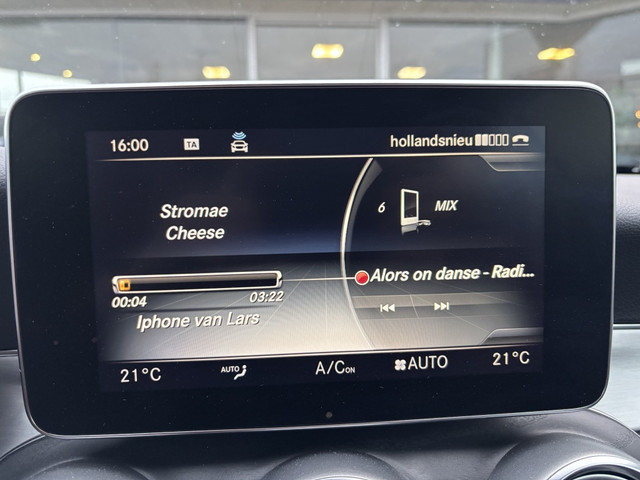 16:00 TA hollandsnieu
Stromae
Cheese
6 MIX
Alors on danse - Radi...
00:04 03:22
Iphone van Lars
21°C AUTO A/C ON AUTO 21°C